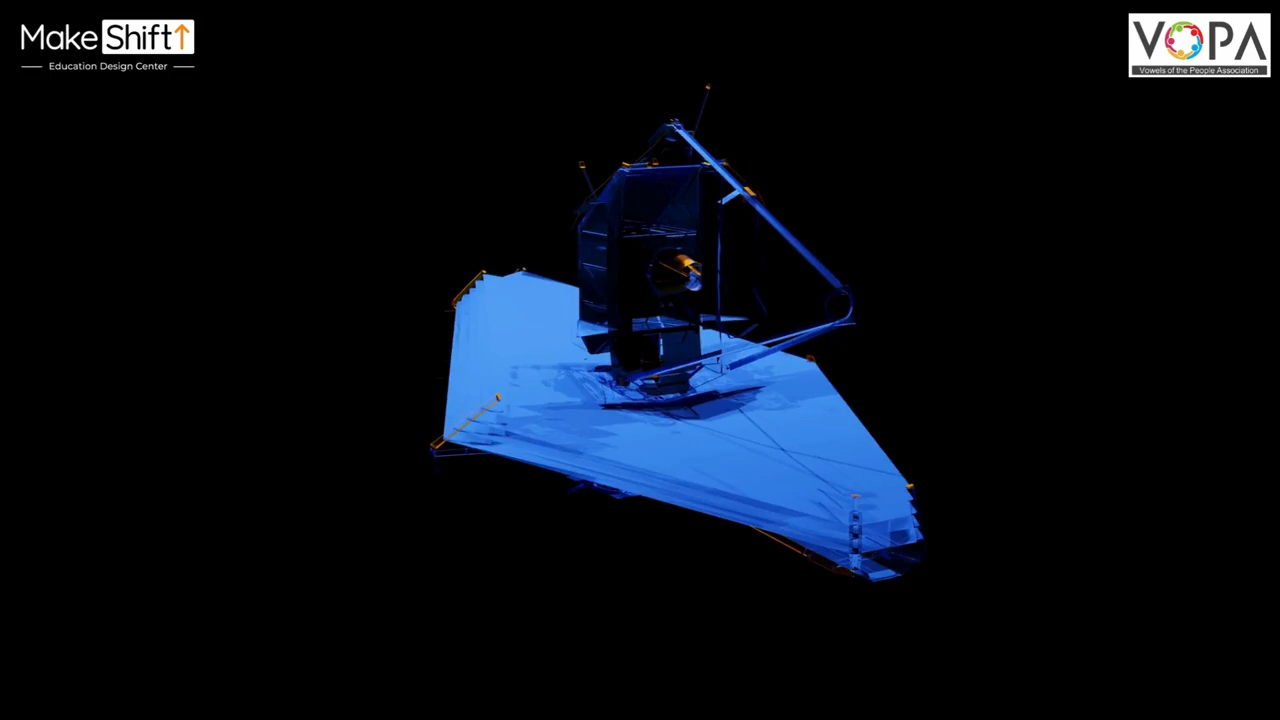 MakeShift↑
Education Design Center
VOPA
Vowels of the People Association